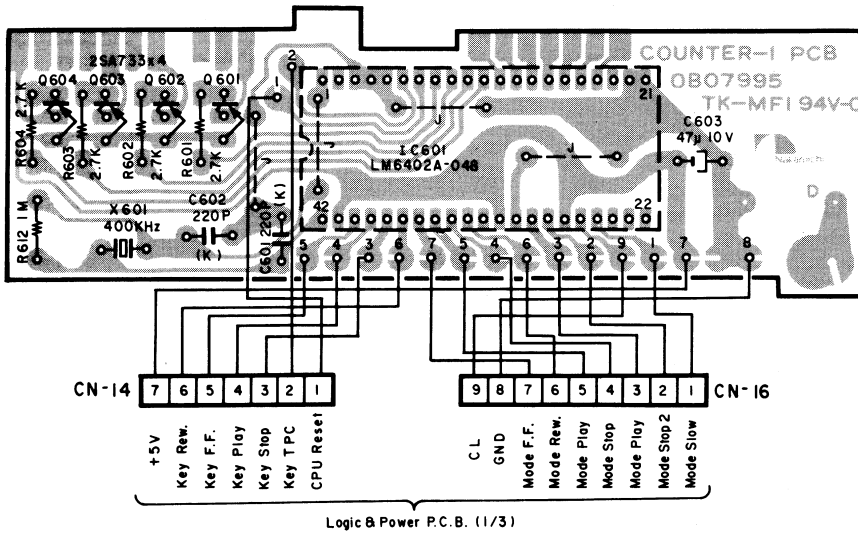 2SA733x4
Q604 Q603 Q602 Q601
2.7K
R604
R603
2.7K
R602
2.7K
R601
2.7K
R612 1M
X601
400KHz
C602
220P
(K)
C601 220P (K)
2
1
J
J
J
J
1
21
42
22
IC601
LM6402A-048
COUNTER-1 PCB
0B07995
TK-MF1 94V-0
C603
47μ 10V
Nakamichi
D
5 4 3 6 7 5 4 6 3 2 9 1 7 8
CN-14 7 6 5 4 3 2 1
9 8 7 6 5 4 3 2 1 CN-16
+5V
Key Rew.
Key F.F.
Key Play
Key Stop
Key TPC
CPU Reset
CL
GND
Mode F.F.
Mode Rew.
Mode Play
Mode Stop
Mode Play
Mode Stop2
Mode Slow
Logic & Power P.C.B. (1/3)